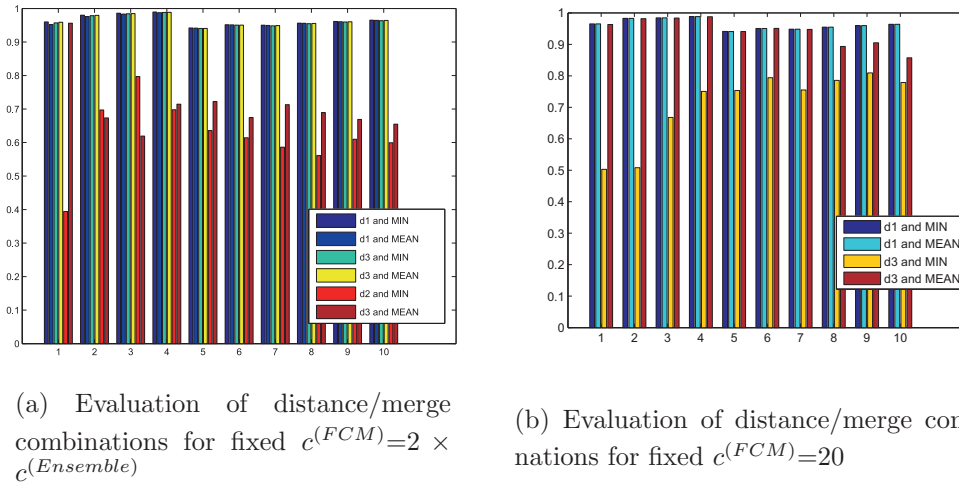 1
0.9
0.8
0.7
0.6
0.5
0.4
0.3
0.2
0.1
0
1 2 3 4 5 6 7 8 9 10
d1 and MIN
d1 and MEAN
d3 and MIN
d3 and MEAN
d2 and MIN
d3 and MEAN
(a) Evaluation of distance/merge
combinations for fixed c^(FCM)=2 ×
c^(Ensemble)
1
0.9
0.8
0.7
0.6
0.5
0.4
0.3
0.2
0.1
0
1 2 3 4 5 6 7 8 9 10
d1 and MIN
d1 and MEAN
d3 and MIN
d3 and MEAN
(b) Evaluation of distance/merge com
nations for fixed c^(FCM)=20